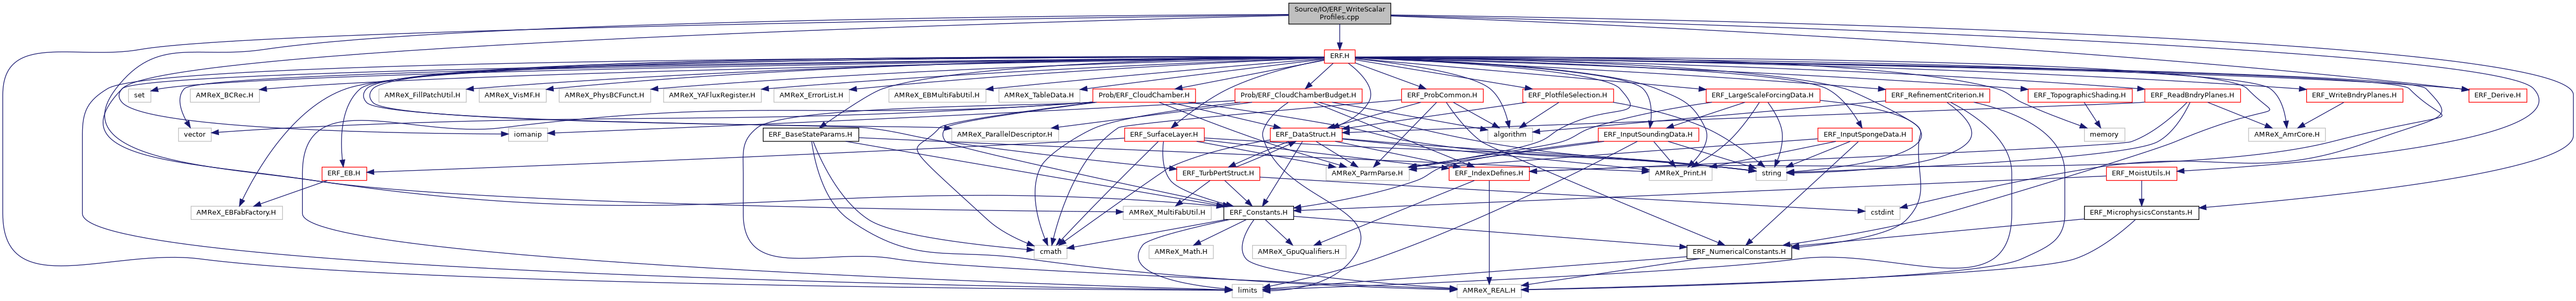 Source/IO/ERF_WriteScalar
Profiles.cpp
ERF.H
set
AMReX_BCRec.H
AMReX_FillPatchUtil.H
AMReX_VisMF.H
AMReX_PhysBCFunct.H
AMReX_YAFluxRegister.H
AMReX_ErrorList.H
AMReX_EBMultiFabUtil.H
AMReX_TableData.H
Prob/ERF_CloudChamber.H
Prob/ERF_CloudChamberBudget.H
ERF_ProbCommon.H
ERF_PlotfileSelection.H
ERF_LargeScaleForcingData.H
ERF_RefinementCriterion.H
ERF_TopographicShading.H
ERF_ReadBndryPlanes.H
ERF_WriteBndryPlanes.H
ERF_Derive.H
vector
iomanip
ERF_BaseStateParams.H
AMReX_ParallelDescriptor.H
ERF_SurfaceLayer.H
ERF_DataStruct.H
algorithm
ERF_InputSoundingData.H
ERF_InputSpongeData.H
memory
AMReX_AmrCore.H
ERF_EB.H
ERF_TurbPertStruct.H
AMReX_ParmParse.H
ERF_IndexDefines.H
AMReX_Print.H
string
ERF_MoistUtils.H
AMReX_EBFabFactory.H
AMReX_MultiFabUtil.H
ERF_Constants.H
cstdint
ERF_MicrophysicsConstants.H
cmath
AMReX_Math.H
AMReX_GpuQualifiers.H
ERF_NumericalConstants.H
limits
AMReX_REAL.H